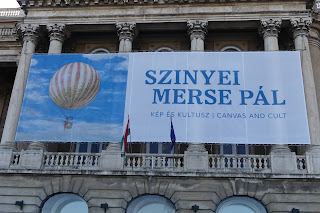 SZINYEI
MERSE PÁL
KÉP ÉS KULTUSZ | CANVAS AND CULT